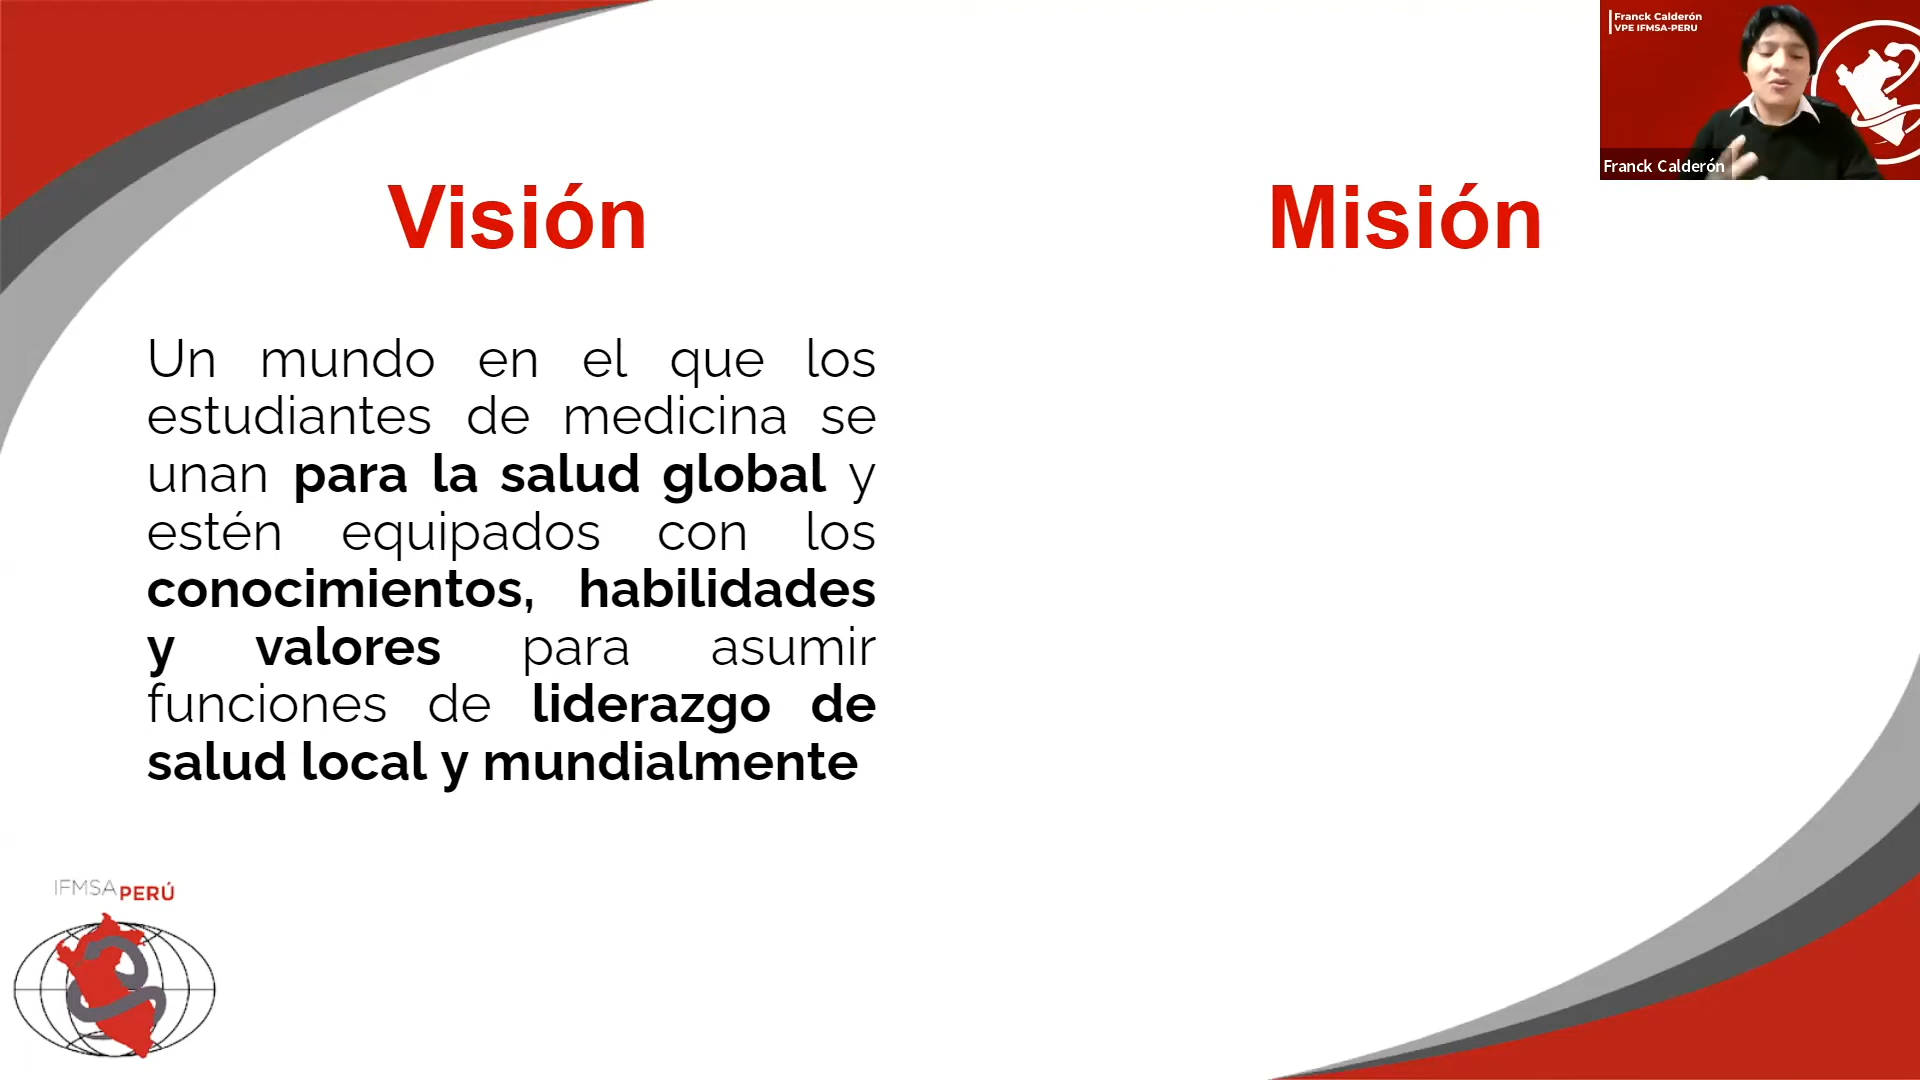 Franck Calderón
VPE IFMSA-PERU
Franck Calderón
Visión
Misión
Un mundo en el que los
estudiantes de medicina se
unan para la salud global y
estén equipados con los
conocimientos, habilidades
y valores para asumir
funciones de liderazgo de
salud local y mundialmente
IFMSA PERÚ